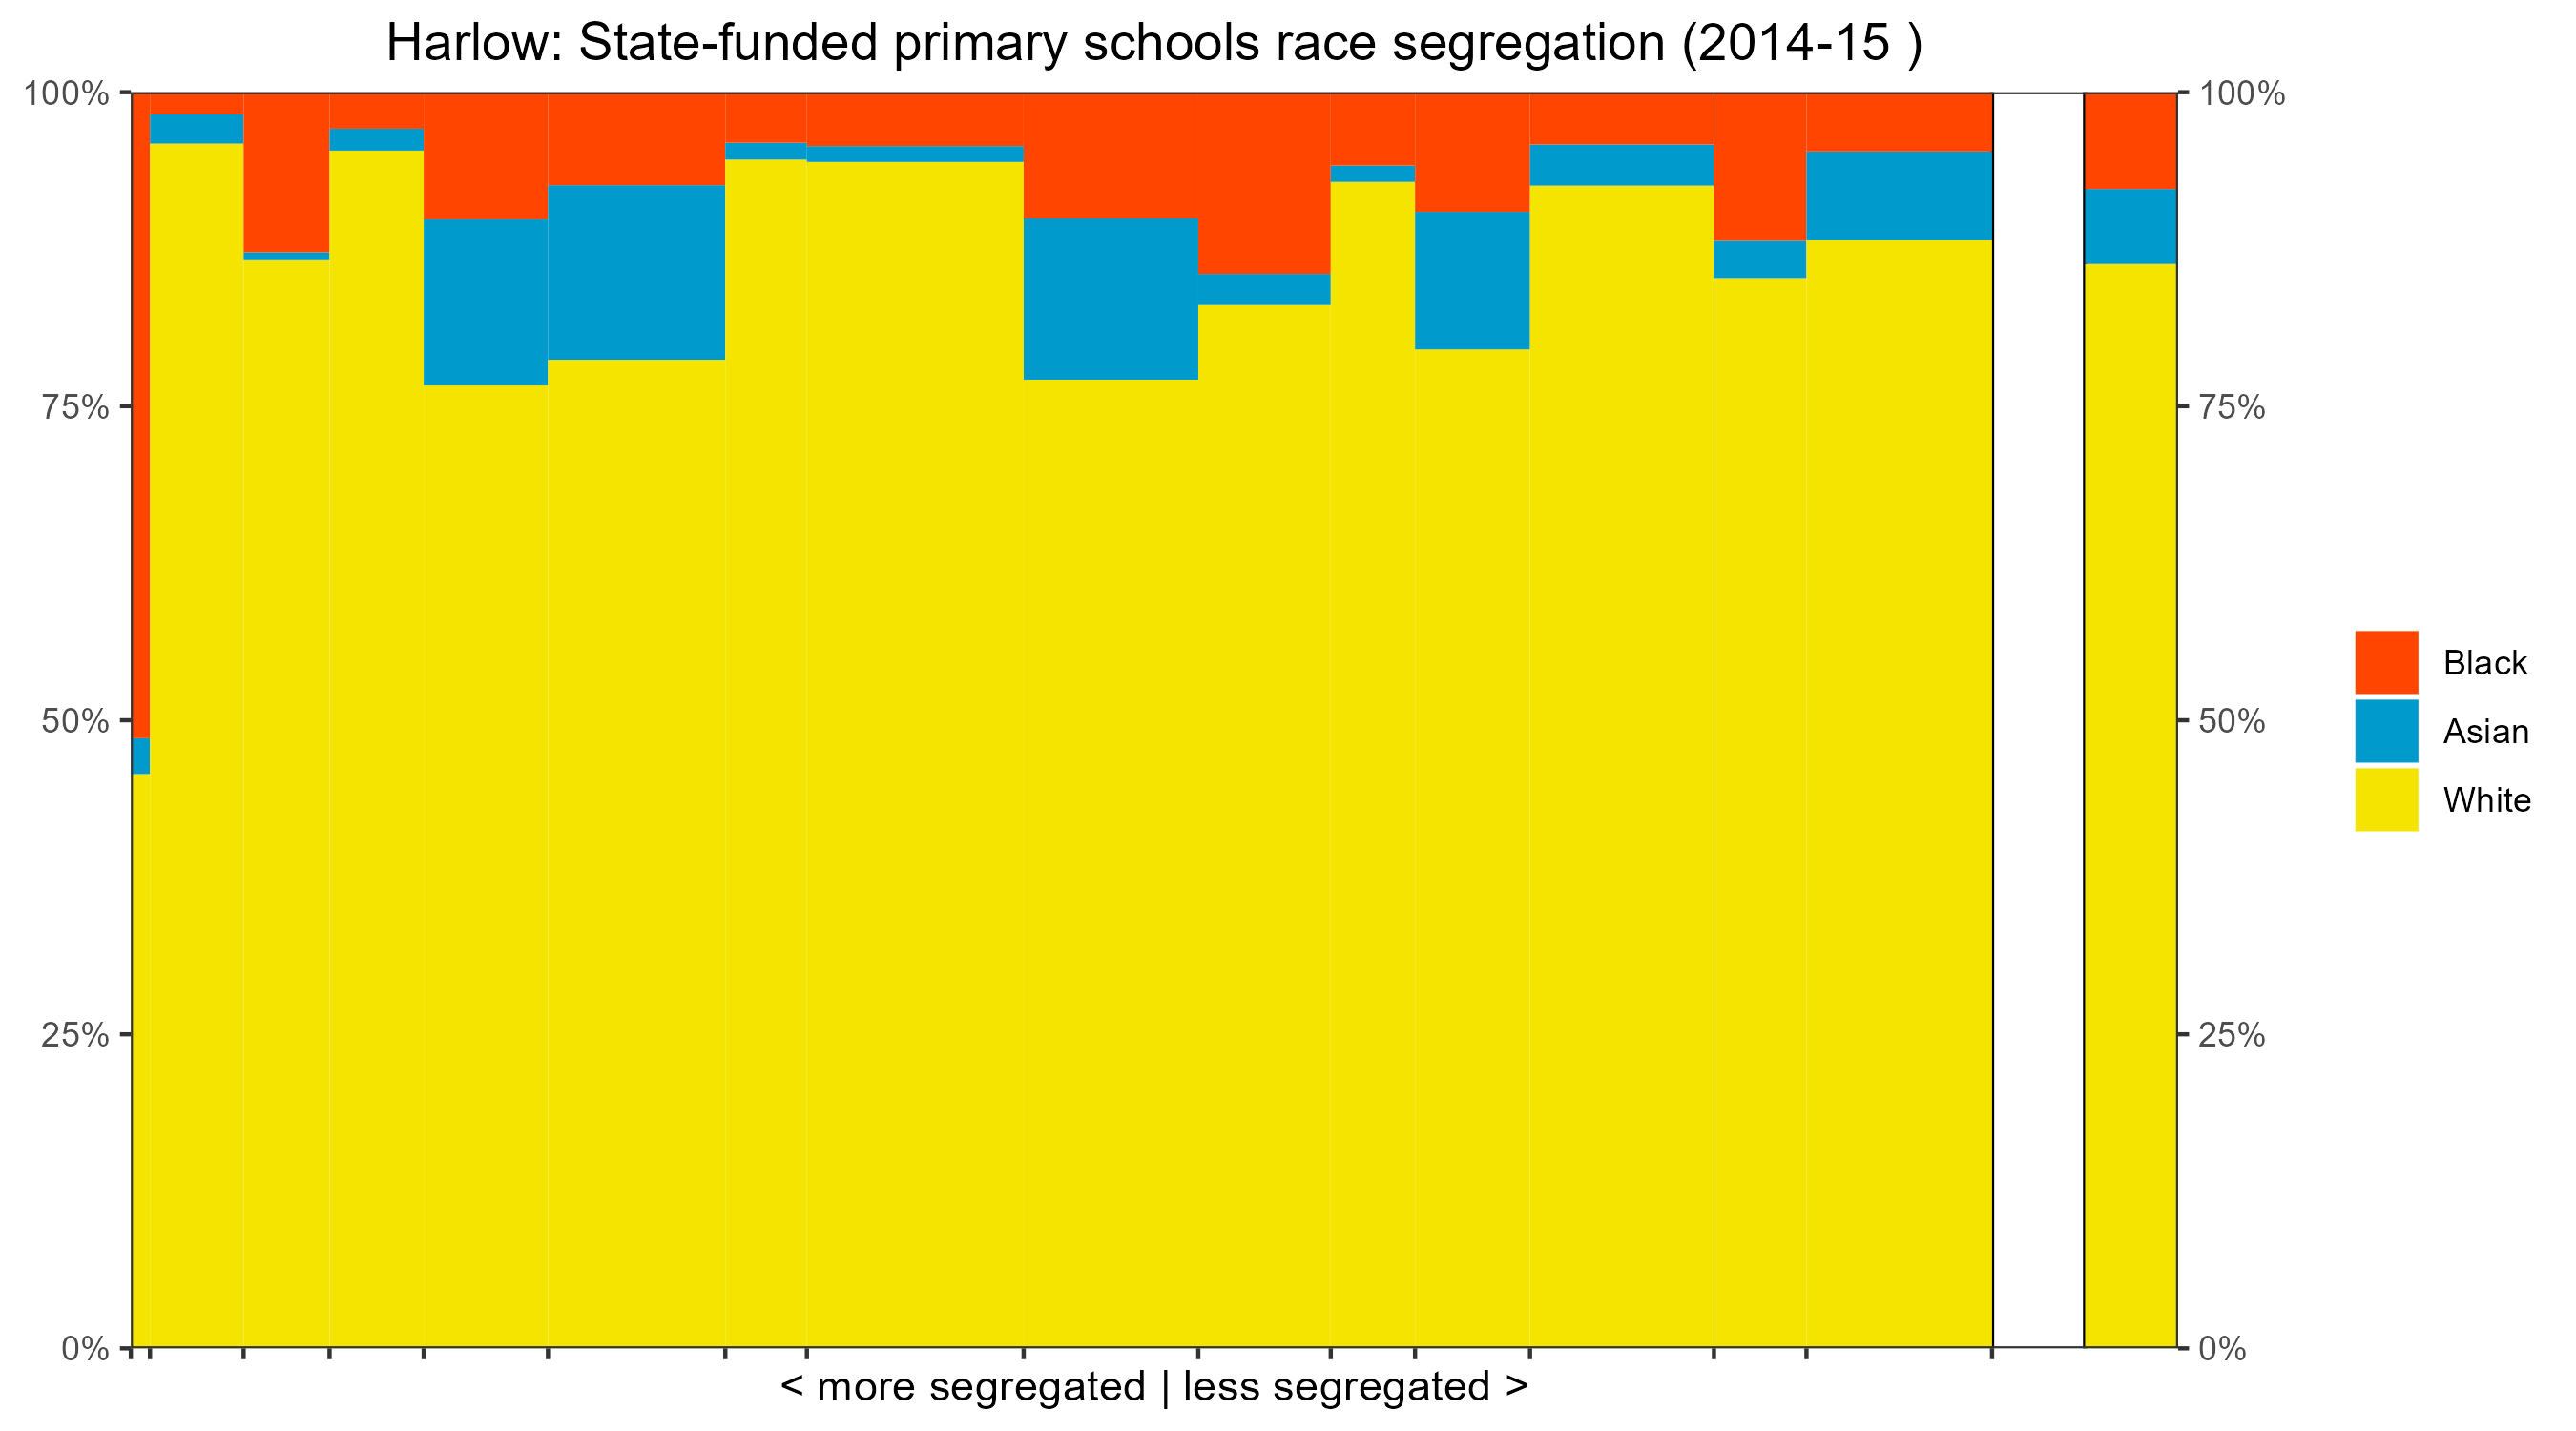 Harlow: State-funded primary schools race segregation (2014-15 )
100%
75%
50%
25%
0%
100%
75%
50%
25%
0%
< more segregated | less segregated >
Black
Asian
White